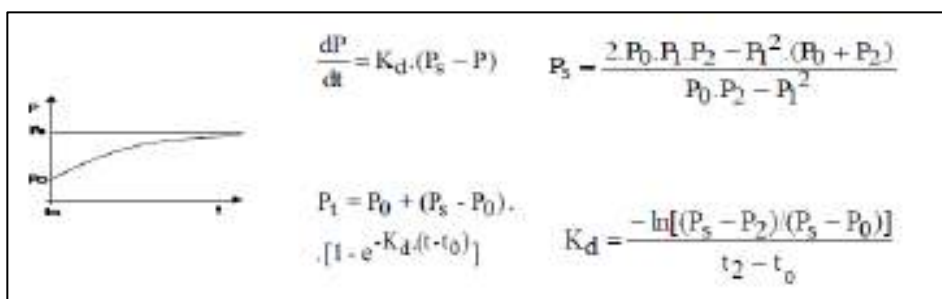 dP/dt = K_d.(P_s – P)
P_s = (2.P_0.P_1.P_2 – P_1^2.(P_0 + P_2)) / (P_0.P_2 – P_1^2)
P
Ps
P0
t
P_t = P_0 + (P_s - P_0).
.[1 - e^-K_d.(t-t_0)]
K_d = –ln[(P_s – P_2)/(P_s – P_0)] / (t_2 – t_o)